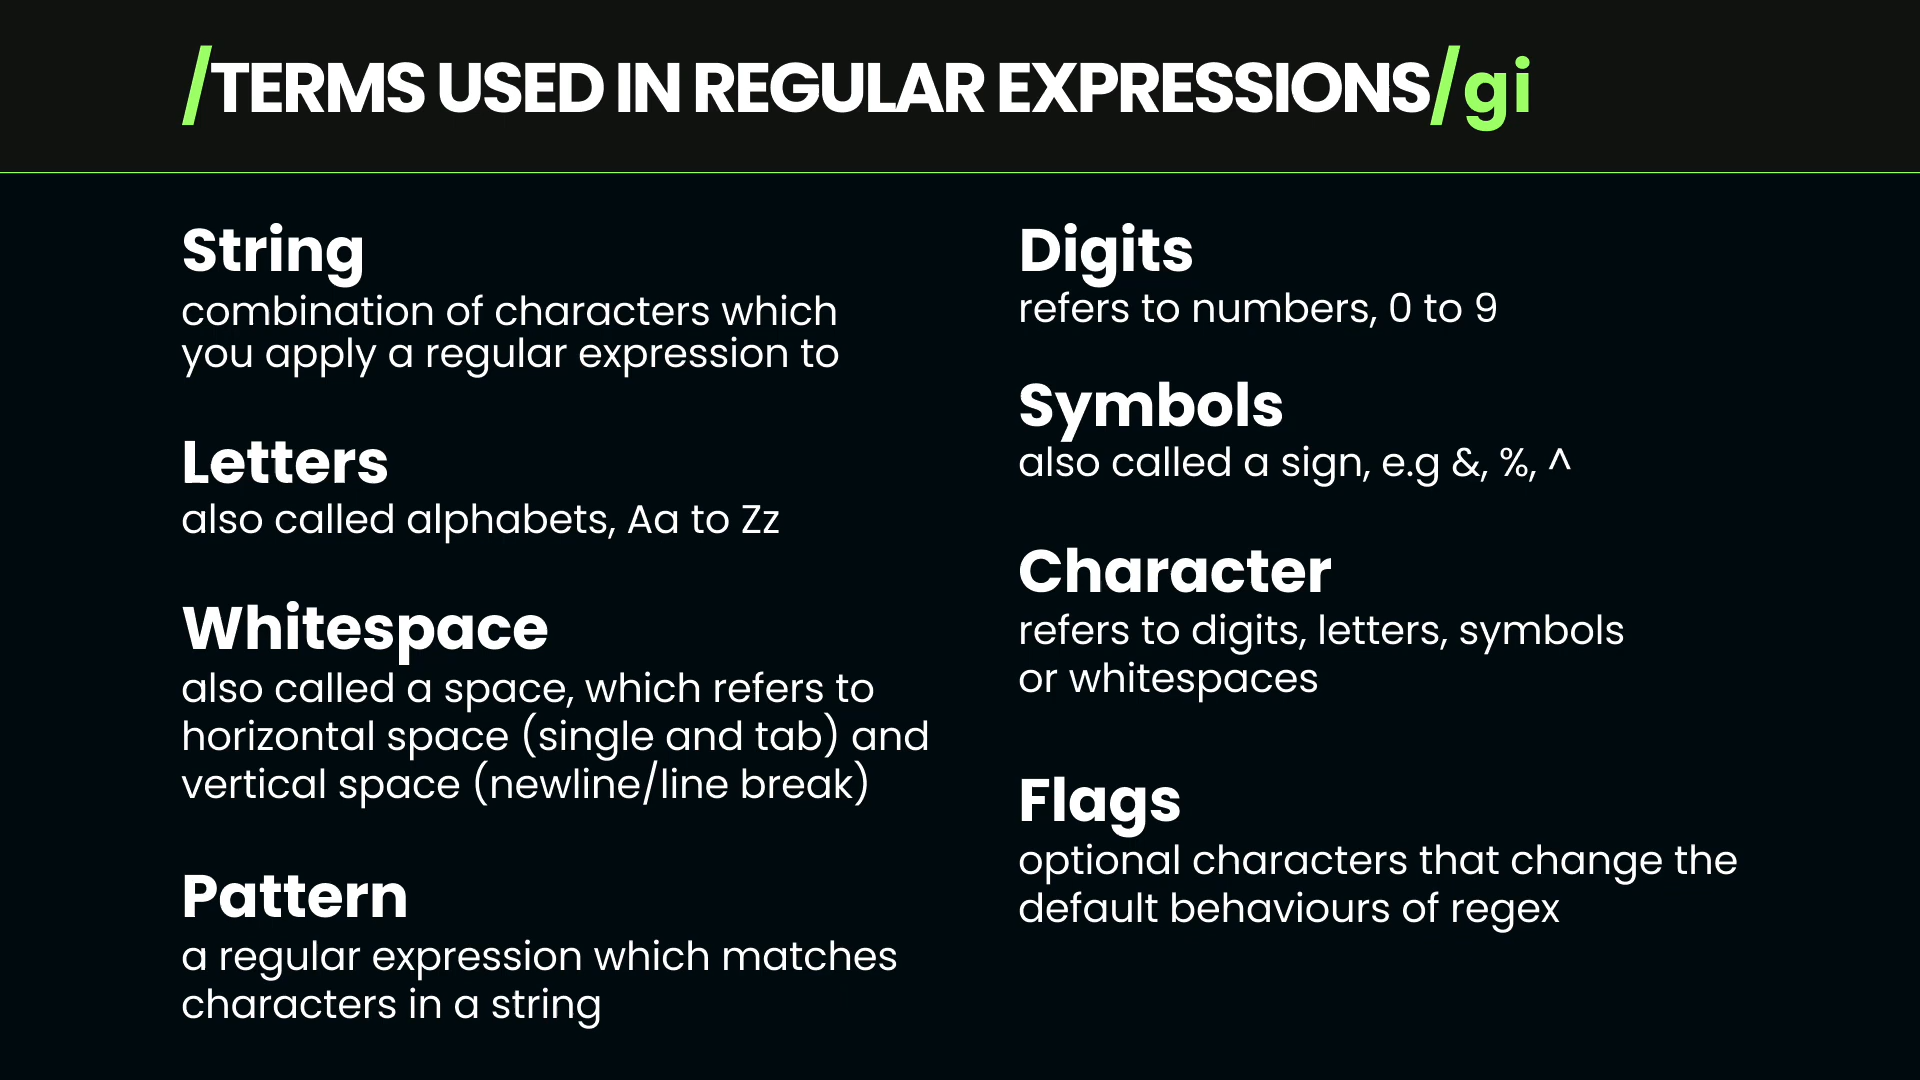 /TERMS USED IN REGULAR EXPRESSIONS/gi
String
combination of characters which
you apply a regular expression to
Letters
also called alphabets, Aa to Zz
Whitespace
also called a space, which refers to
horizontal space (single and tab) and
vertical space (newline/line break)
Pattern
a regular expression which matches
characters in a string
Digits
refers to numbers, 0 to 9
Symbols
also called a sign, e.g &, %, ^
Character
refers to digits, letters, symbols
or whitespaces
Flags
optional characters that change the
default behaviours of regex